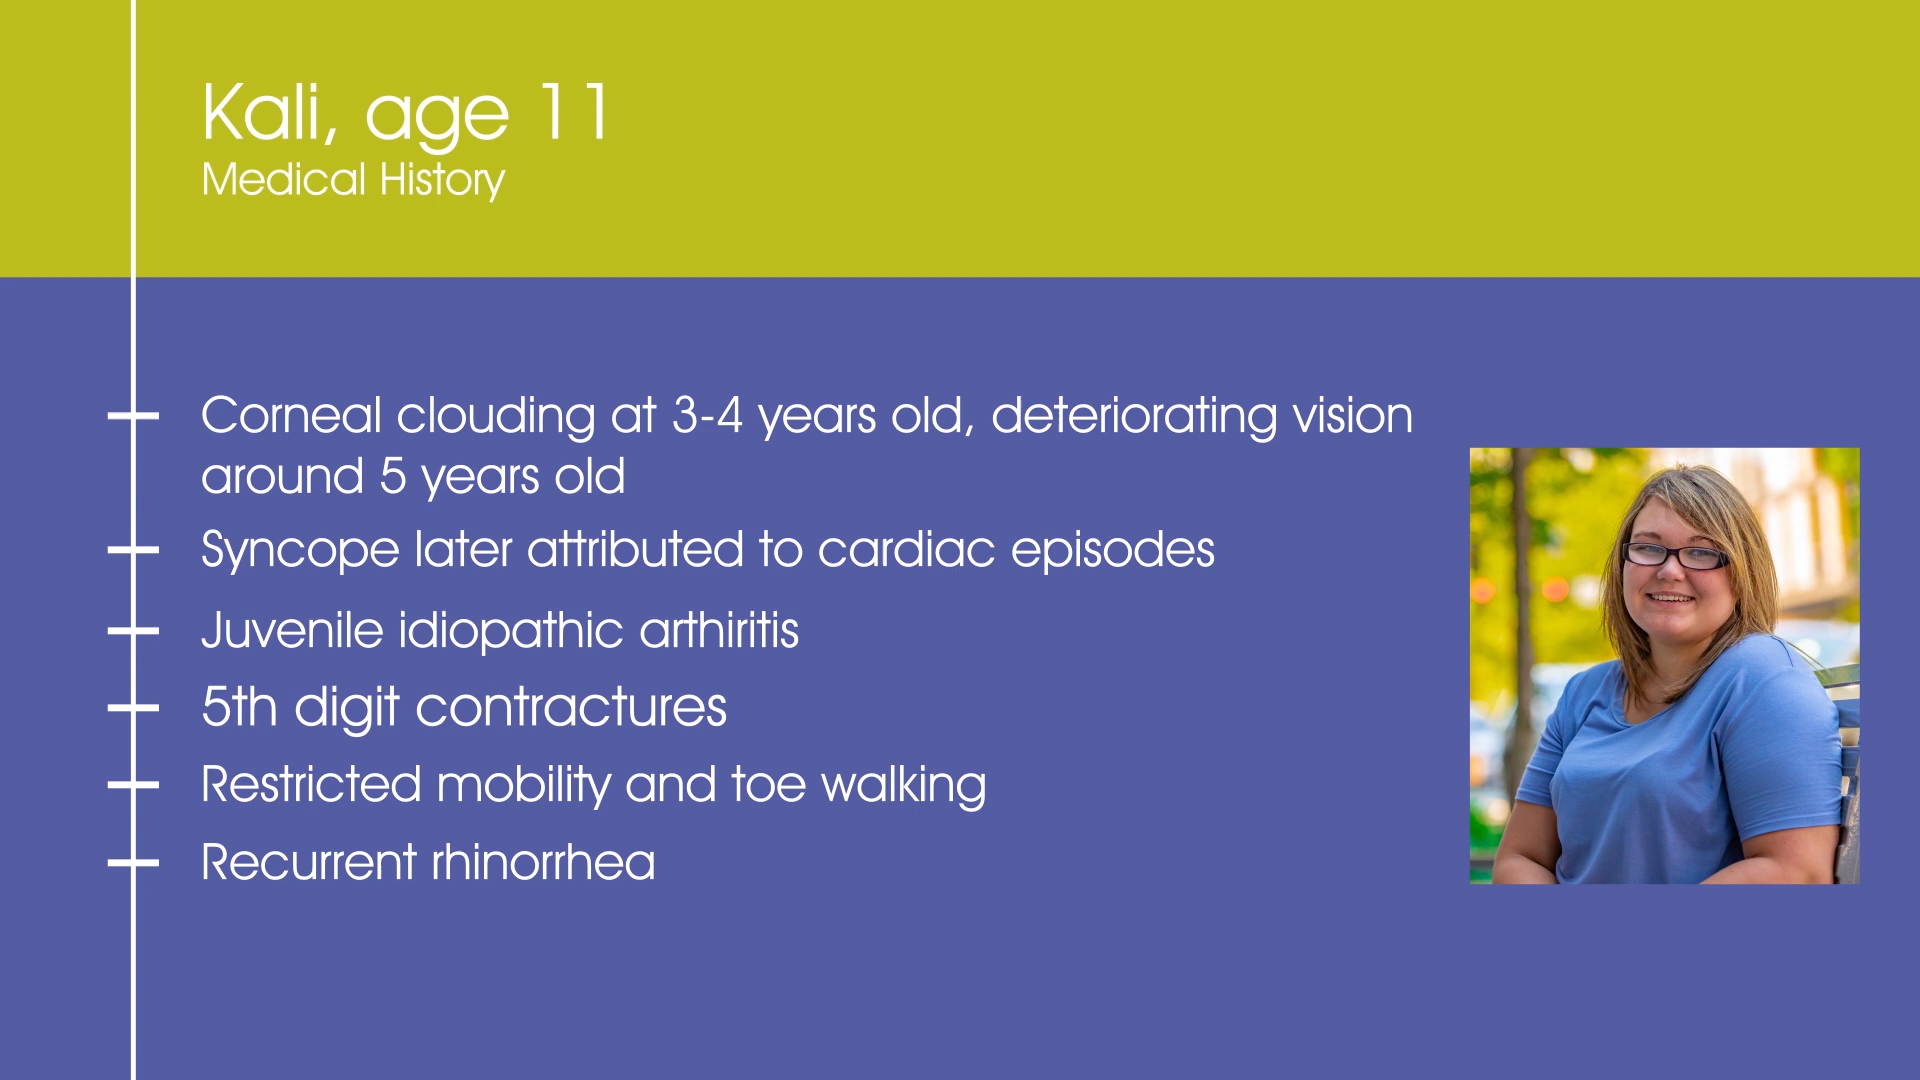 Kali, age 11
Medical History
Corneal clouding at 3-4 years old, deteriorating vision
around 5 years old
Syncope later attributed to cardiac episodes
Juvenile idiopathic arthiritis
5th digit contractures
Restricted mobility and toe walking
Recurrent rhinorrhea